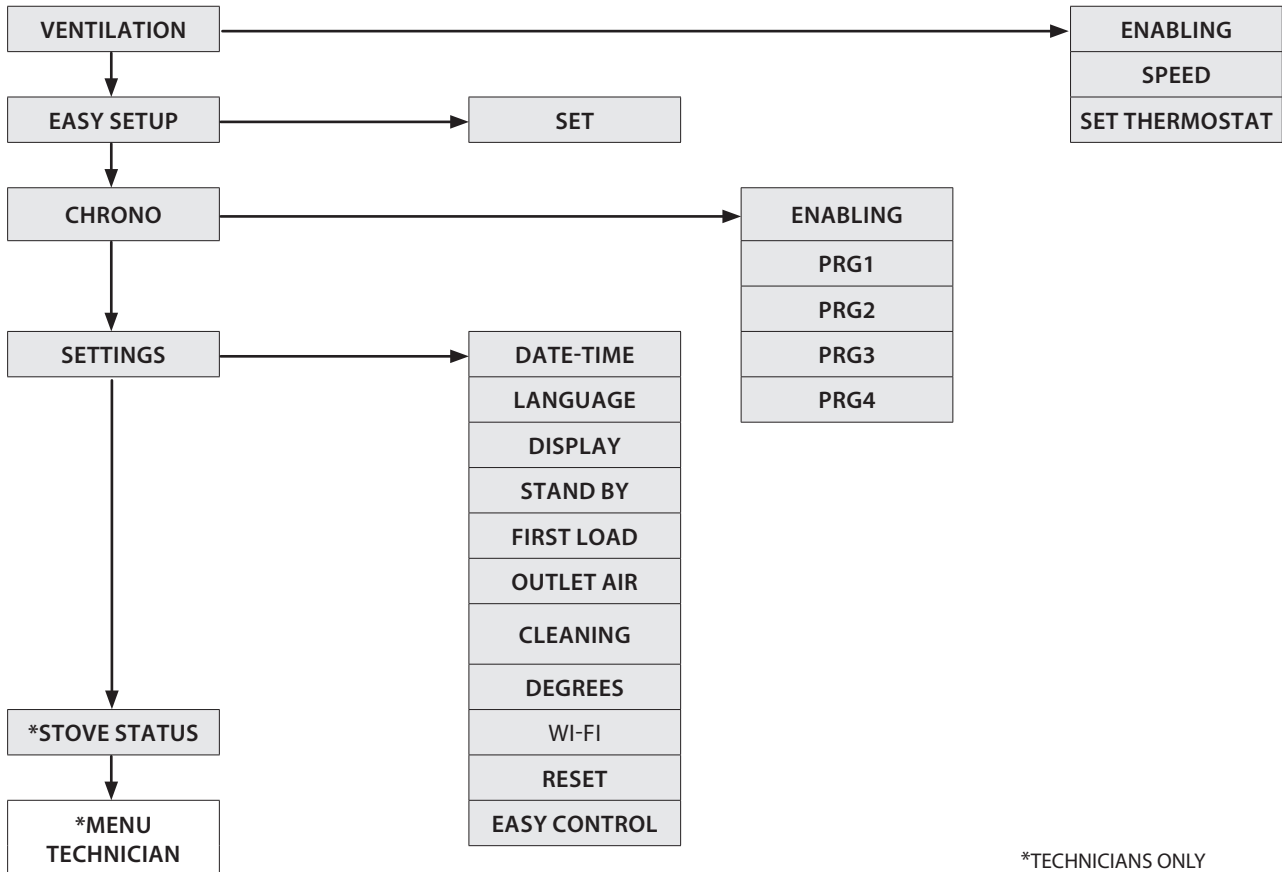 VENTILATION
ENABLING
SPEED
SET THERMOSTAT
EASY SETUP
SET
CHRONO
ENABLING
PRG1
PRG2
PRG3
PRG4
SETTINGS
DATE-TIME
LANGUAGE
DISPLAY
STAND BY
FIRST LOAD
OUTLET AIR
CLEANING
DEGREES
WI-FI
RESET
EASY CONTROL
*STOVE STATUS
*MENU
TECHNICIAN
*TECHNICIANS ONLY